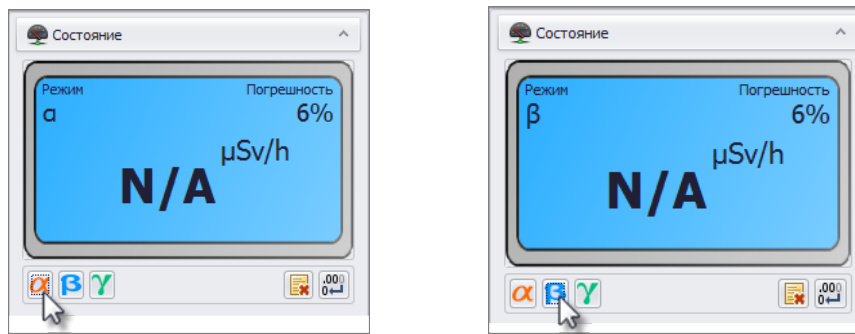 Состояние
Режим Погрешность
α 6%
µSv/h
N/A
α β γ .000
0
Состояние
Режим Погрешность
β 6%
µSv/h
N/A
α β γ .000
0